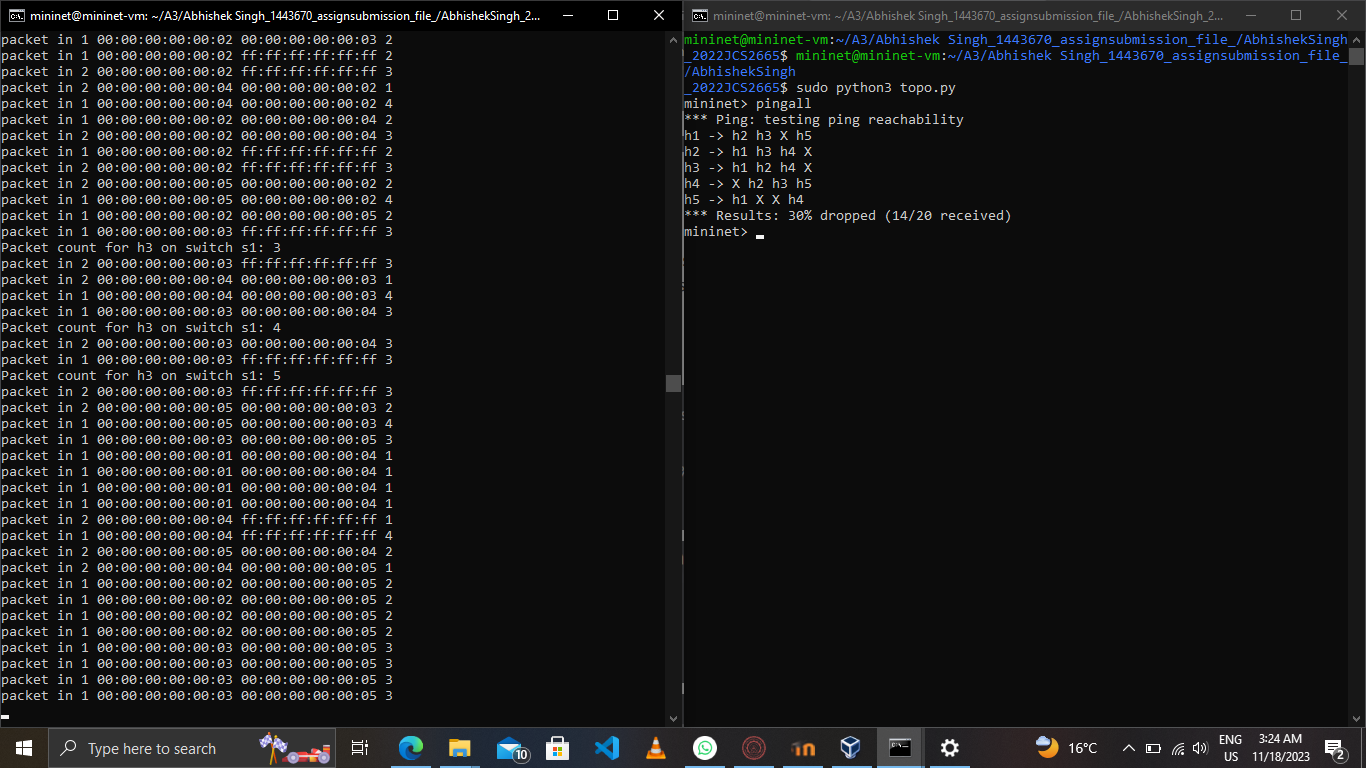 mininet@mininet-vm: ~/A3/Abhishek Singh_1443670_assignsubmission_file_/AbhishekSingh_2...
packet in 1 00:00:00:00:00:02 00:00:00:00:00:03 2
packet in 1 00:00:00:00:00:02 ff:ff:ff:ff:ff:ff 2
packet in 2 00:00:00:00:00:02 ff:ff:ff:ff:ff:ff 3
packet in 2 00:00:00:00:00:04 00:00:00:00:00:02 1
packet in 1 00:00:00:00:00:04 00:00:00:00:00:02 4
packet in 1 00:00:00:00:00:02 00:00:00:00:00:04 2
packet in 2 00:00:00:00:00:02 00:00:00:00:00:04 3
packet in 1 00:00:00:00:00:02 ff:ff:ff:ff:ff:ff 2
packet in 2 00:00:00:00:00:02 ff:ff:ff:ff:ff:ff 3
packet in 2 00:00:00:00:00:05 00:00:00:00:00:02 2
packet in 1 00:00:00:00:00:05 00:00:00:00:00:02 4
packet in 1 00:00:00:00:00:02 00:00:00:00:00:05 2
packet in 1 00:00:00:00:00:03 ff:ff:ff:ff:ff:ff 3
Packet count for h3 on switch s1: 3
packet in 2 00:00:00:00:00:03 ff:ff:ff:ff:ff:ff 3
packet in 2 00:00:00:00:00:04 00:00:00:00:00:03 1
packet in 1 00:00:00:00:00:04 00:00:00:00:00:03 4
packet in 1 00:00:00:00:00:03 00:00:00:00:00:04 3
Packet count for h3 on switch s1: 4
packet in 2 00:00:00:00:00:03 00:00:00:00:00:04 3
packet in 1 00:00:00:00:00:03 ff:ff:ff:ff:ff:ff 3
Packet count for h3 on switch s1: 5
packet in 2 00:00:00:00:00:03 ff:ff:ff:ff:ff:ff 3
packet in 2 00:00:00:00:00:05 00:00:00:00:00:03 2
packet in 1 00:00:00:00:00:05 00:00:00:00:00:03 4
packet in 1 00:00:00:00:00:03 00:00:00:00:00:05 3
packet in 1 00:00:00:00:00:01 00:00:00:00:00:04 1
packet in 1 00:00:00:00:00:01 00:00:00:00:00:04 1
packet in 1 00:00:00:00:00:01 00:00:00:00:00:04 1
packet in 1 00:00:00:00:00:01 00:00:00:00:00:04 1
packet in 2 00:00:00:00:00:04 ff:ff:ff:ff:ff:ff 1
packet in 1 00:00:00:00:00:04 ff:ff:ff:ff:ff:ff 4
packet in 2 00:00:00:00:00:05 00:00:00:00:00:04 2
packet in 2 00:00:00:00:00:04 00:00:00:00:00:05 1
packet in 1 00:00:00:00:00:02 00:00:00:00:00:05 2
packet in 1 00:00:00:00:00:02 00:00:00:00:00:05 2
packet in 1 00:00:00:00:00:02 00:00:00:00:00:05 2
packet in 1 00:00:00:00:00:02 00:00:00:00:00:05 2
packet in 1 00:00:00:00:00:03 00:00:00:00:00:05 3
packet in 1 00:00:00:00:00:03 00:00:00:00:00:05 3
packet in 1 00:00:00:00:00:03 00:00:00:00:00:05 3
packet in 1 00:00:00:00:00:03 00:00:00:00:00:05 3
mininet@mininet-vm: ~/A3/Abhishek Singh_1443670_assignsubmission_file_/AbhishekSingh_2...
mininet@mininet-vm:~/A3/Abhishek Singh_1443670_assignsubmission_file_/AbhishekSingh
_2022JCS2665$ mininet@mininet-vm:~/A3/Abhishek Singh_1443670_assignsubmission_file_
/AbhishekSingh
_2022JCS2665$ sudo python3 topo.py
mininet> pingall
*** Ping: testing ping reachability
h1 -> h2 h3 X h5
h2 -> h1 h3 h4 X
h3 -> h1 h2 h4 X
h4 -> X h2 h3 h5
h5 -> h1 X X h4
*** Results: 30% dropped (14/20 received)
mininet>
Type here to search
10
16°C
ENG
US
3:24 AM
11/18/2023
2